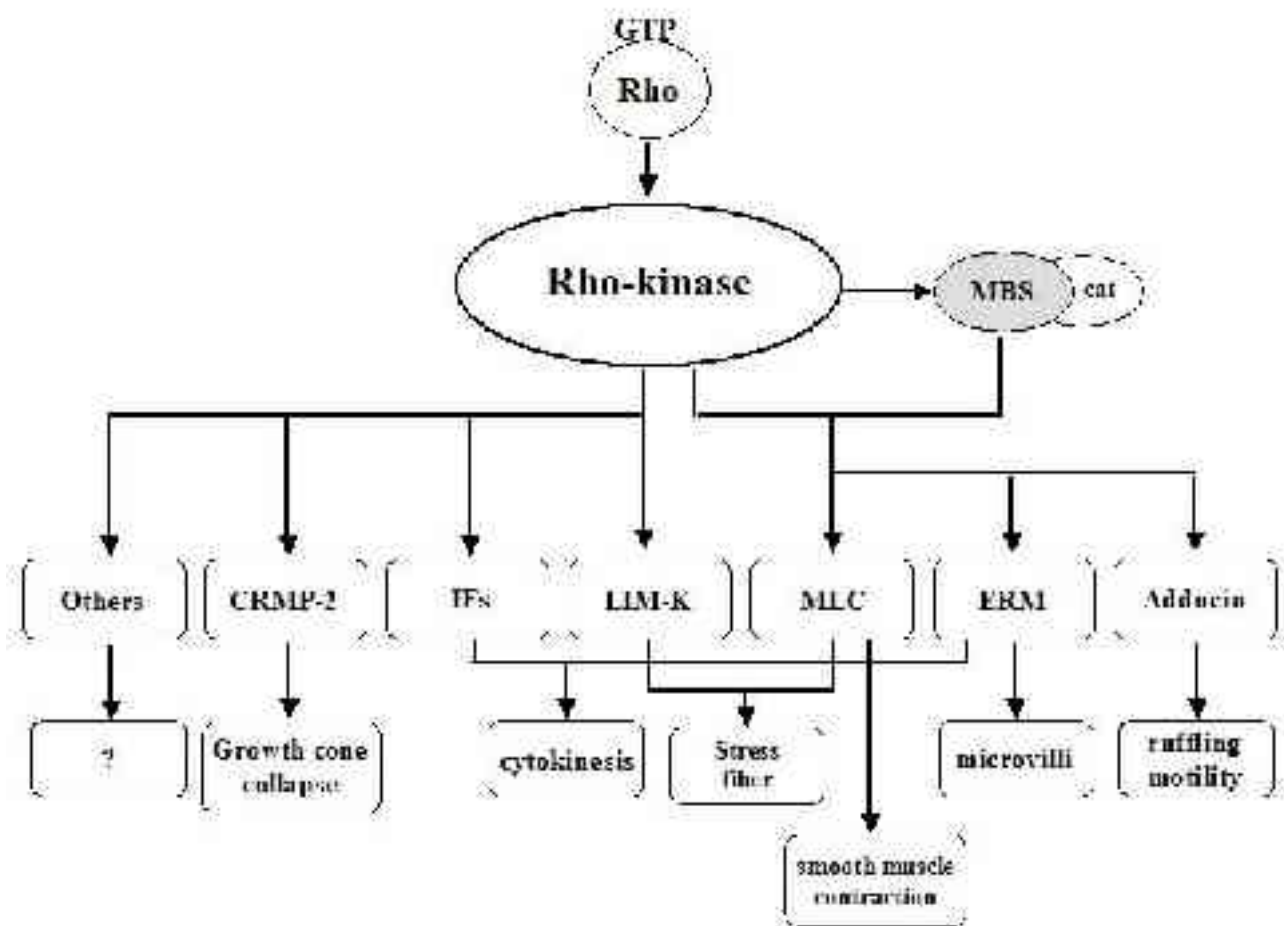 GTP
Rho
Rho-kinase
MBS
cat
Others
CRMP-2
IFs
LIM-K
MLC
ERM
Adducin
?
Growth cone
collapse
cytokinesis
Stress
fiber
microvilli
ruffling
motility
smooth muscle
contraction